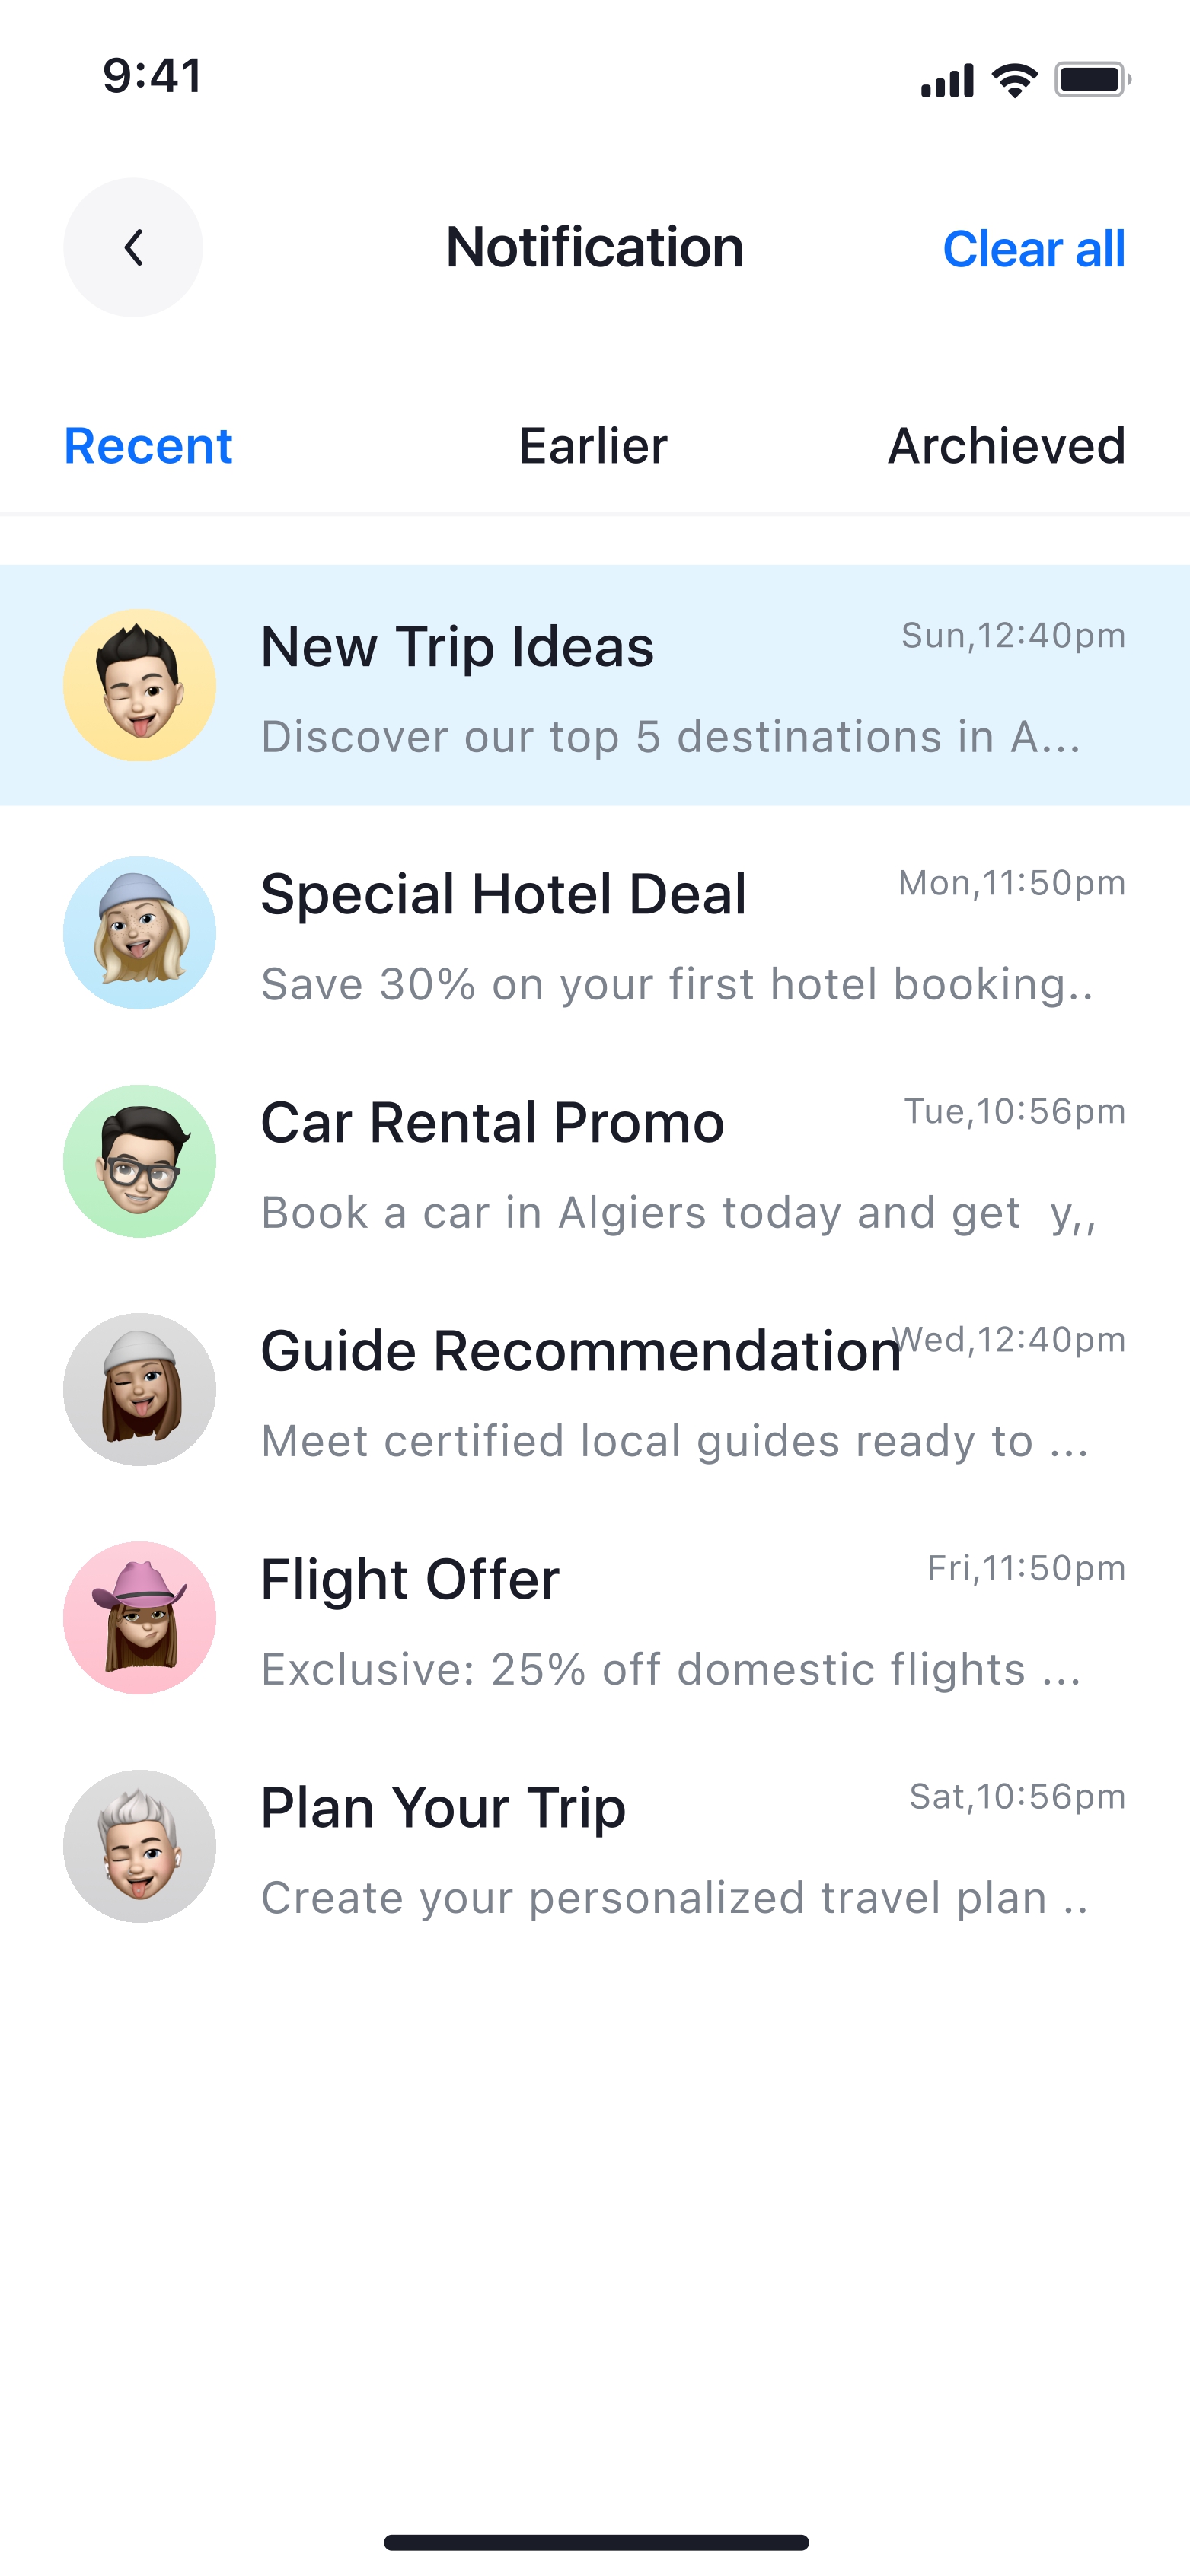 9:41
Notification
Clear all
Recent Earlier Archieved
New Trip Ideas Sun,12:40pm
Discover our top 5 destinations in A...
Special Hotel Deal Mon,11:50pm
Save 30% on your first hotel booking..
Car Rental Promo Tue,10:56pm
Book a car in Algiers today and get  y,,
Guide Recommendation Wed,12:40pm
Meet certified local guides ready to ...
Flight Offer Fri,11:50pm
Exclusive: 25% off domestic flights ...
Plan Your Trip Sat,10:56pm
Create your personalized travel plan ..